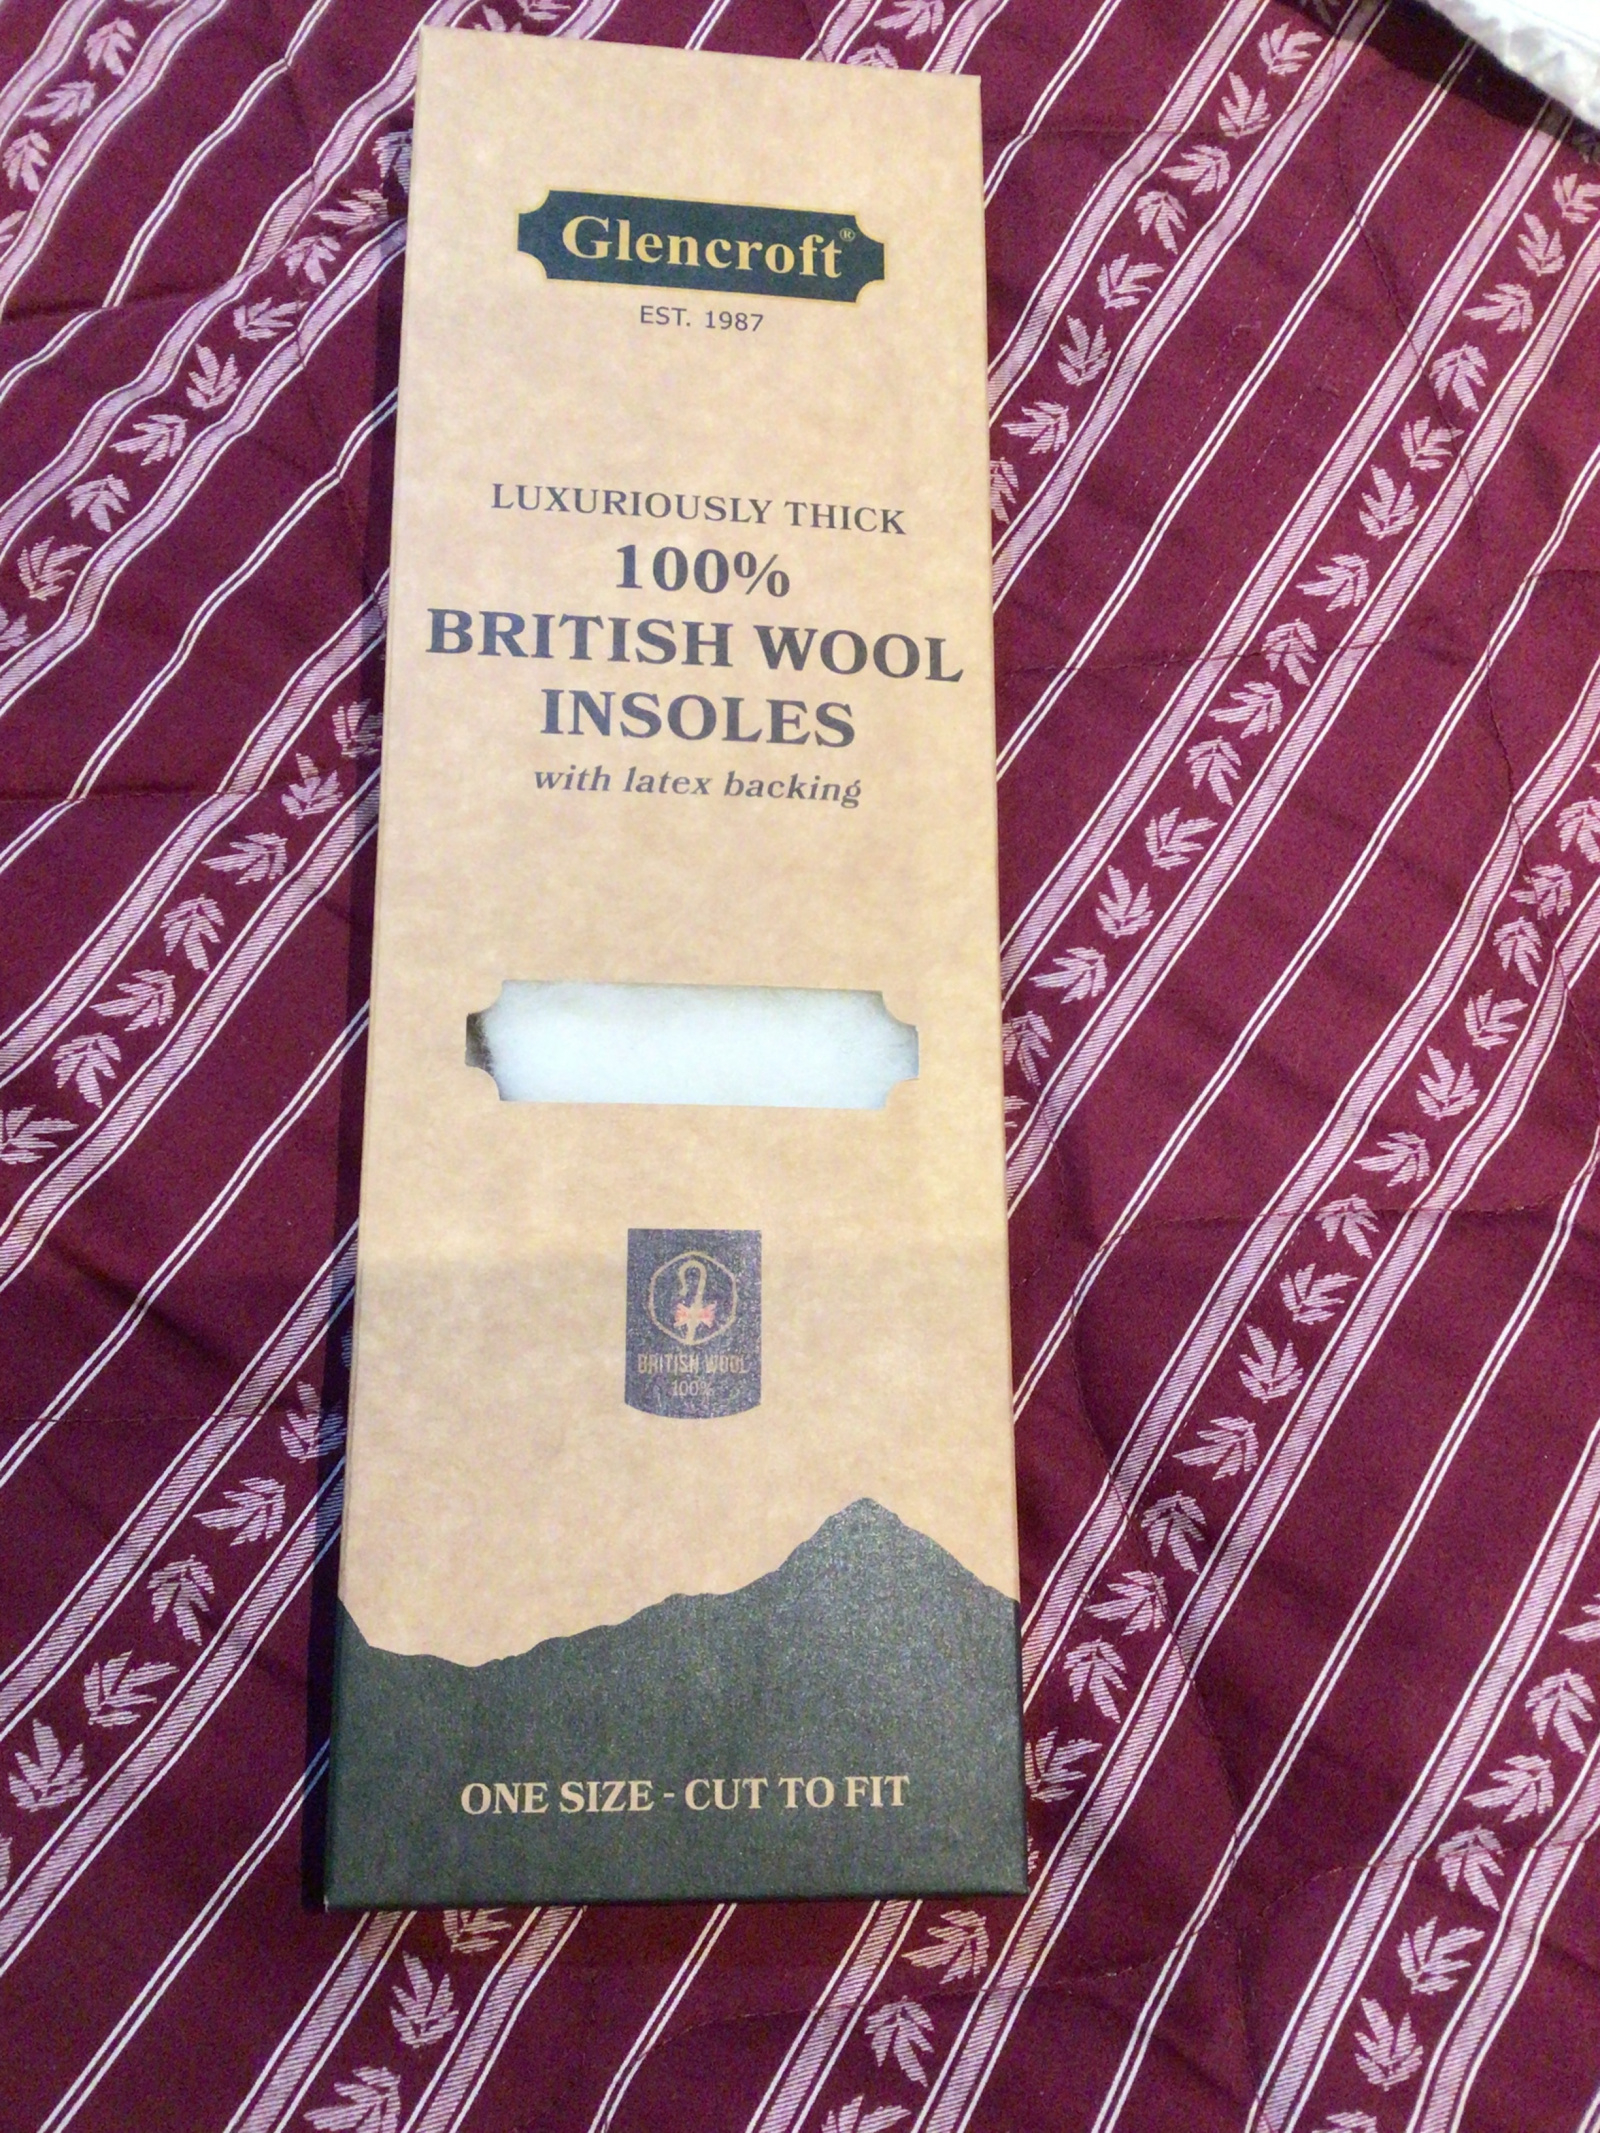 Glencroft®
EST. 1987
LUXURIOUSLY THICK
100%
BRITISH WOOL
INSOLES
with latex backing
BRITISH WOOL
100%
ONE SIZE - CUT TO FIT